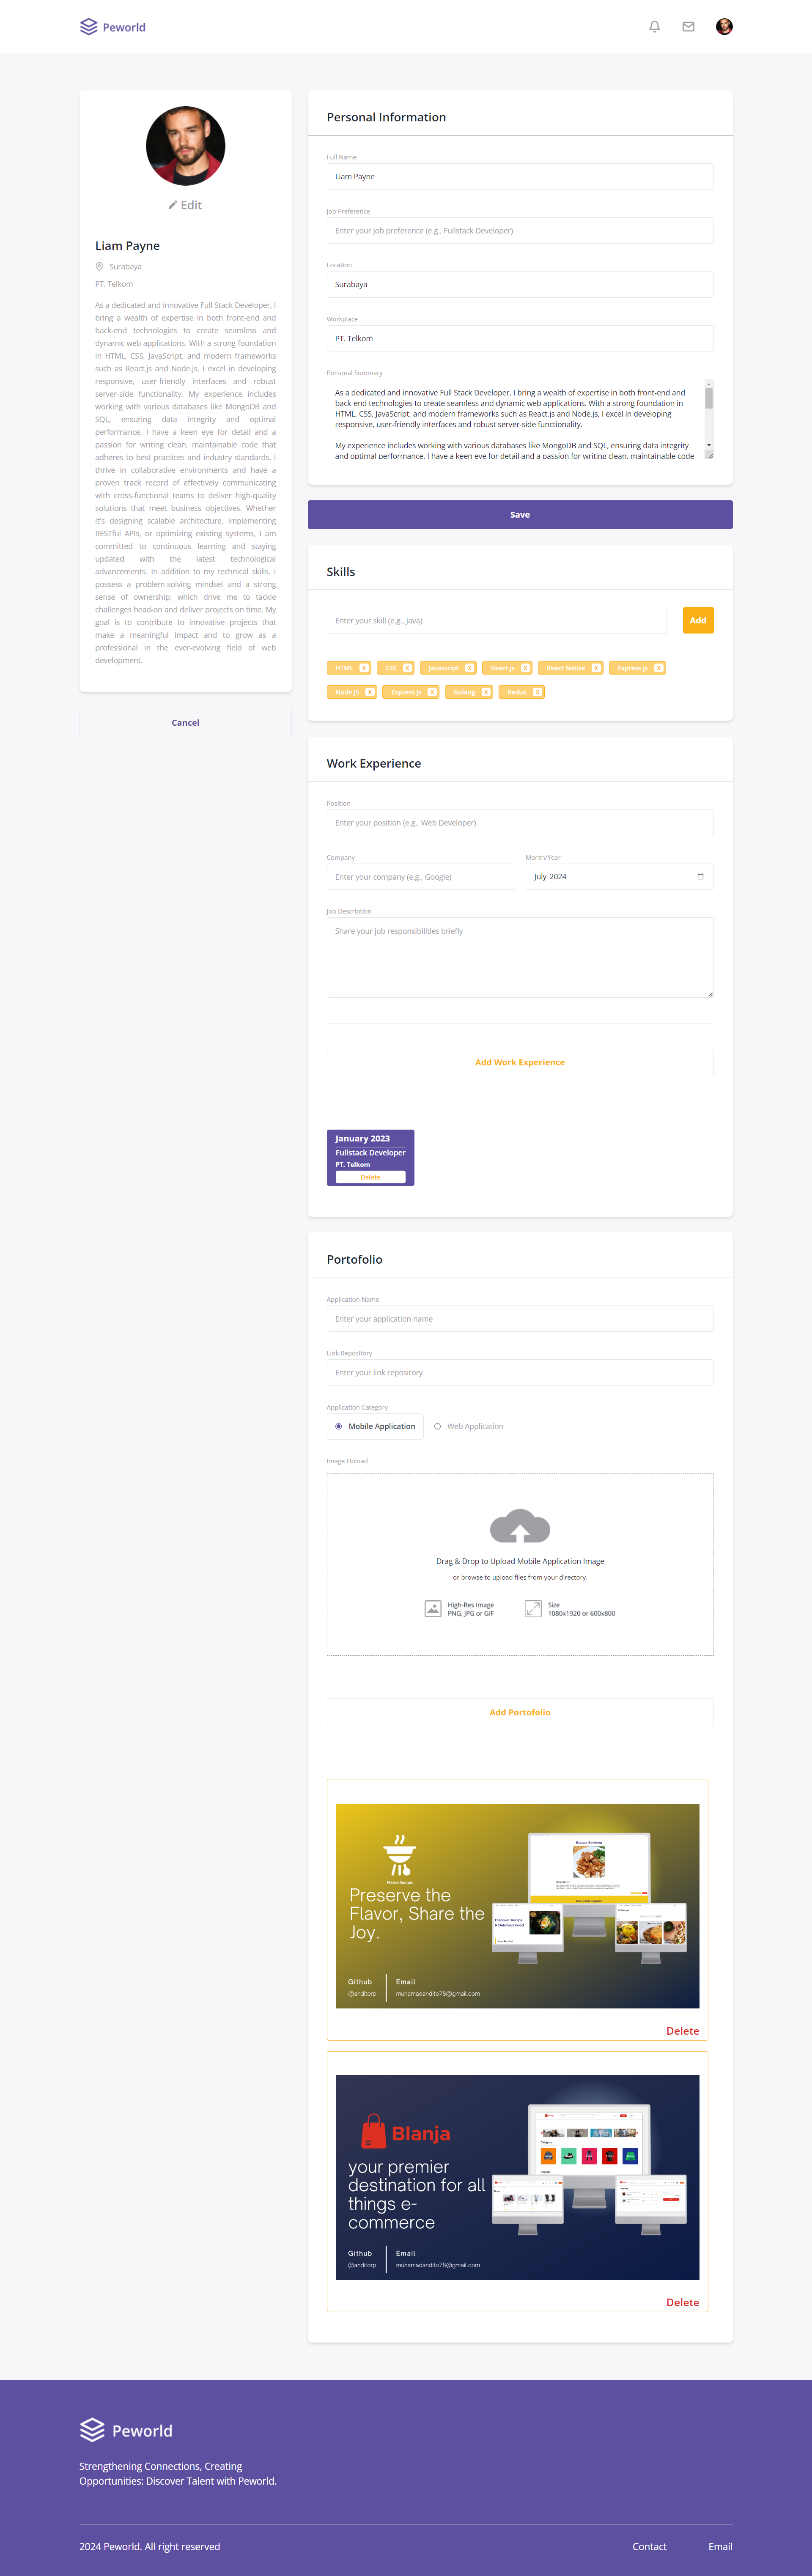 Peworld
Edit
Liam Payne
Surabaya
PT. Telkom
As a dedicated and innovative Full Stack Developer, I
bring a wealth of expertise in both front-end and
back-end technologies to create seamless and
dynamic web applications. With a strong foundation
in HTML, CSS, JavaScript, and modern frameworks
such as React.js and Node.js, I excel in developing
responsive, user-friendly interfaces and robust
server-side functionality. My experience includes
working with various databases like MongoDB and
SQL, ensuring data integrity and optimal
performance. I have a keen eye for detail and a
passion for writing clean, maintainable code that
adheres to best practices and industry standards. I
thrive in collaborative environments and have a
proven track record of effectively communicating
with cross-functional teams to deliver high-quality
solutions that meet business objectives. Whether
it's designing scalable architecture, implementing
RESTful APIs, or optimizing existing systems, I am
committed to continuous learning and staying
updated with the latest technological
advancements. In addition to my technical skills, I
possess a problem-solving mindset and a strong
sense of ownership, which drive me to tackle
challenges head-on and deliver projects on time. My
goal is to contribute to innovative projects that
make a meaningful impact and to grow as a
professional in the ever-evolving field of web
development.
Cancel
Personal Information
Full Name
Liam Payne
Job Preference
Enter your job preference (e.g., Fullstack Developer)
Location
Surabaya
Workplace
PT. Telkom
Personal Summary
As a dedicated and innovative Full Stack Developer, I bring a wealth of expertise in both front-end and
back-end technologies to create seamless and dynamic web applications. With a strong foundation in
HTML, CSS, JavaScript, and modern frameworks such as React.js and Node.js, I excel in developing
responsive, user-friendly interfaces and robust server-side functionality.
My experience includes working with various databases like MongoDB and SQL, ensuring data integrity
and optimal performance. I have a keen eye for detail and a passion for writing clean, maintainable code
Save
Skills
Enter your skill (e.g., Java)
Add
HTML X CSS X Javascript X React js X React Native X Express Js X
Node JS X Express Js X Golang X Redux X
Work Experience
Position
Enter your position (e.g., Web Developer)
Company
Enter your company (e.g., Google)
Month/Year
July 2024
Job Description
Share your job responsibilities briefly
Add Work Experience
January 2023
Fullstack Developer
PT. Telkom
Delete
Portofolio
Application Name
Enter your application name
Link Repository
Enter your link repository
Application Category
Mobile Application
Web Application
Image Upload
Drag & Drop to Upload Mobile Application Image
or browse to upload files from your directory.
High-Res Image
PNG, JPG or GIF
Size
1080x1920 or 600x800
Add Portofolio
Mama Recipe.
Preserve the
Flavor, Share the
Joy.
Discover Recipe
& Delicious Food
Github
@anditorp
Email
muhamadandito78@gmail.com
Delete
Blanja
your premier
destination for all
things e-
commerce
Github
@anditorp
Email
muhamadandito78@gmail.com
Delete
Peworld
Strengthening Connections, Creating
Opportunities: Discover Talent with Peworld.
2024 Peworld. All right reserved
Contact
Email